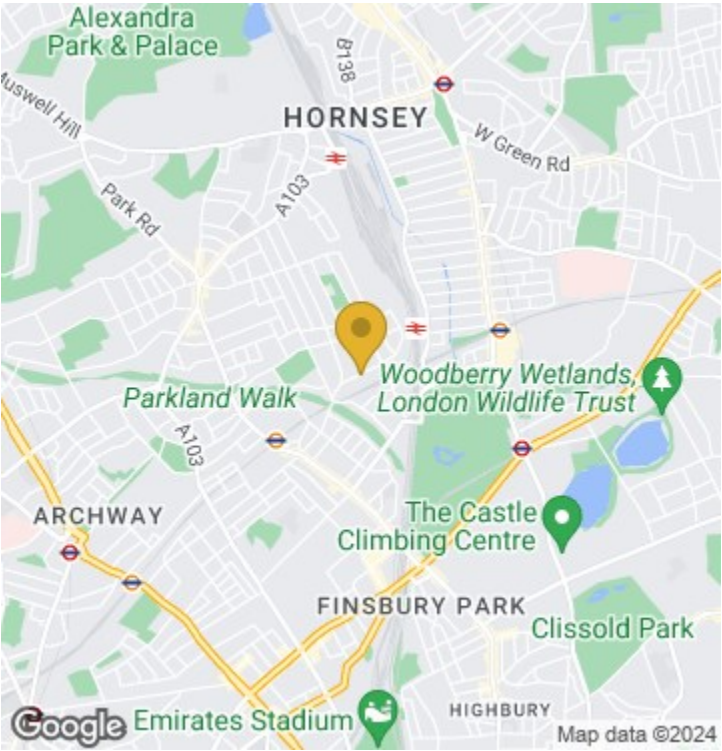 Alexandra
Park & Palace
B138
Muswell Hill
HORNSEY
W Green Rd
A103
Park Rd
Woodberry Wetlands,
London Wildlife Trust
Parkland Walk
A103
ARCHWAY
The Castle
Climbing Centre
FINSBURY PARK
Clissold Park
HIGHBURY
Google
Emirates Stadium
Map data ©2024